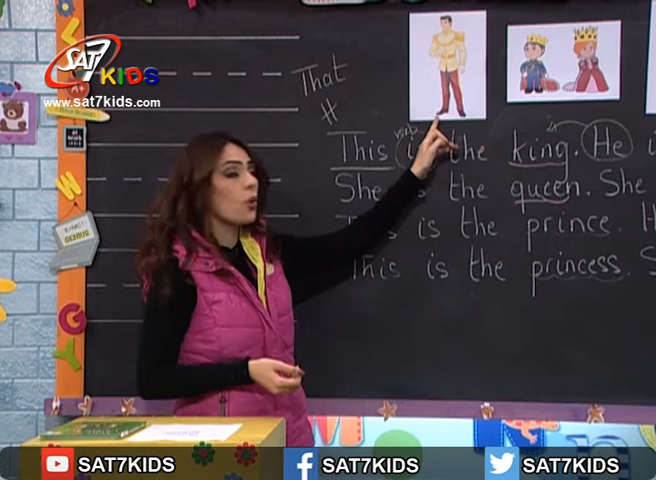 SAT7
KIDS
www.sat7kids.com
That
#
verb
This is the king. He i
She is the queen. She
is the prince. H
This is the princess. S
GENIUS
SAT7KIDS
SAT7KIDS
SAT7KIDS